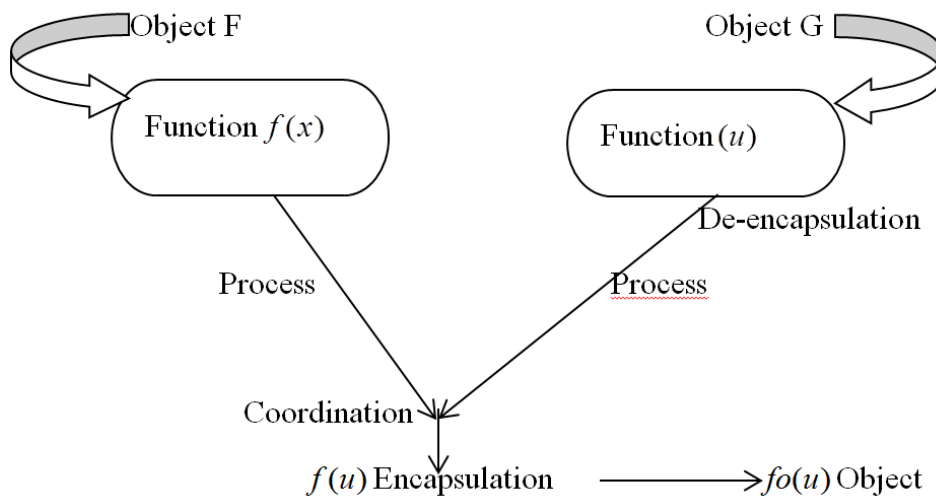 Object F
Object G
Function f(x)
Function (u)
De-encapsulation
Process
Process
Coordination
f(u) Encapsulation
fo(u) Object